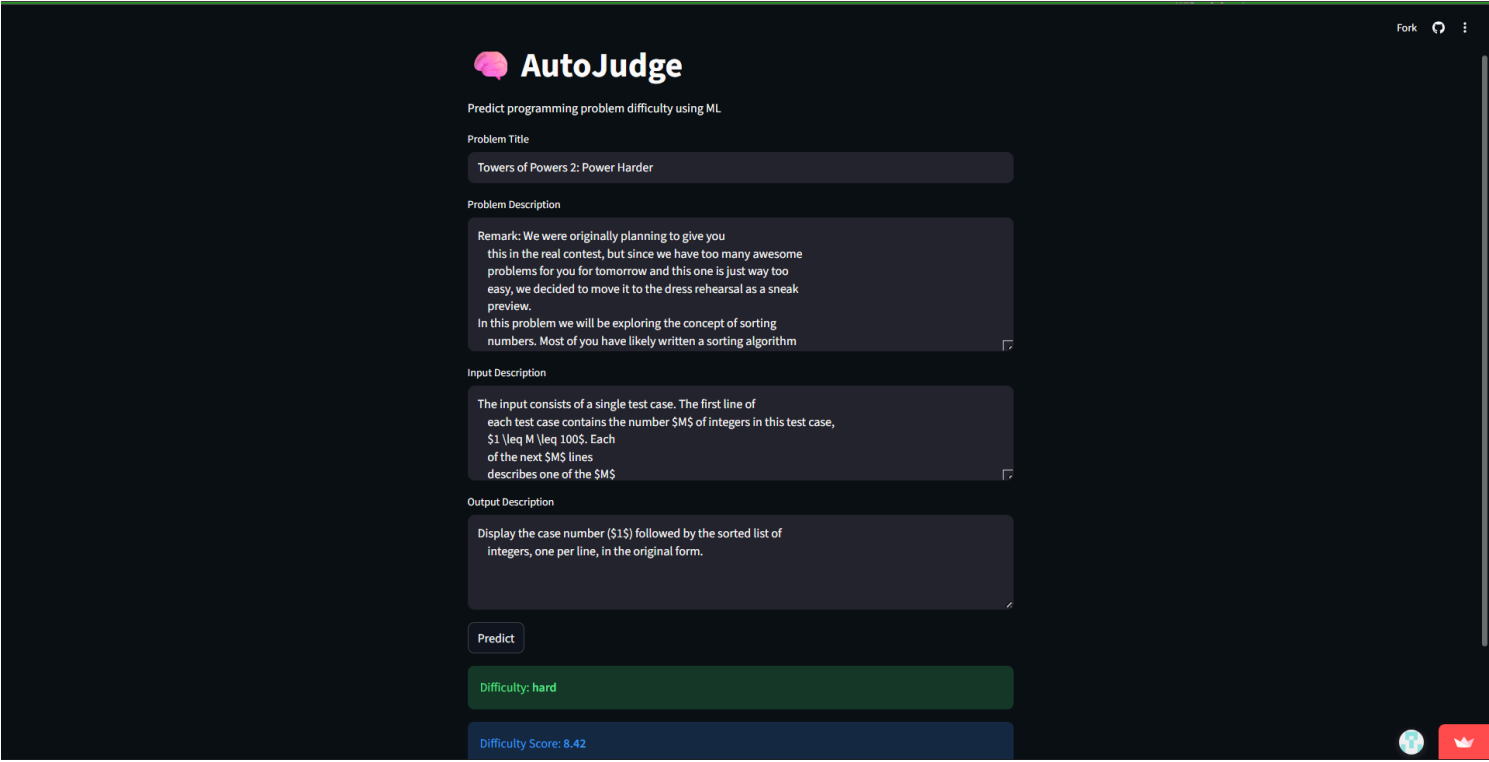 Fork
AutoJudge
Predict programming problem difficulty using ML
Problem Title
Towers of Powers 2: Power Harder
Problem Description
Remark: We were originally planning to give you
this in the real contest, but since we have too many awesome
problems for you for tomorrow and this one is just way too
easy, we decided to move it to the dress rehearsal as a sneak
preview.
In this problem we will be exploring the concept of sorting
numbers. Most of you have likely written a sorting algorithm
Input Description
The input consists of a single test case. The first line of
each test case contains the number $M$ of integers in this test case,
$1 \leq M \leq 100$. Each
of the next $M$ lines
describes one of the $M$
Output Description
Display the case number ($1$) followed by the sorted list of
integers, one per line, in the original form.
Predict
Difficulty: hard
Difficulty Score: 8.42